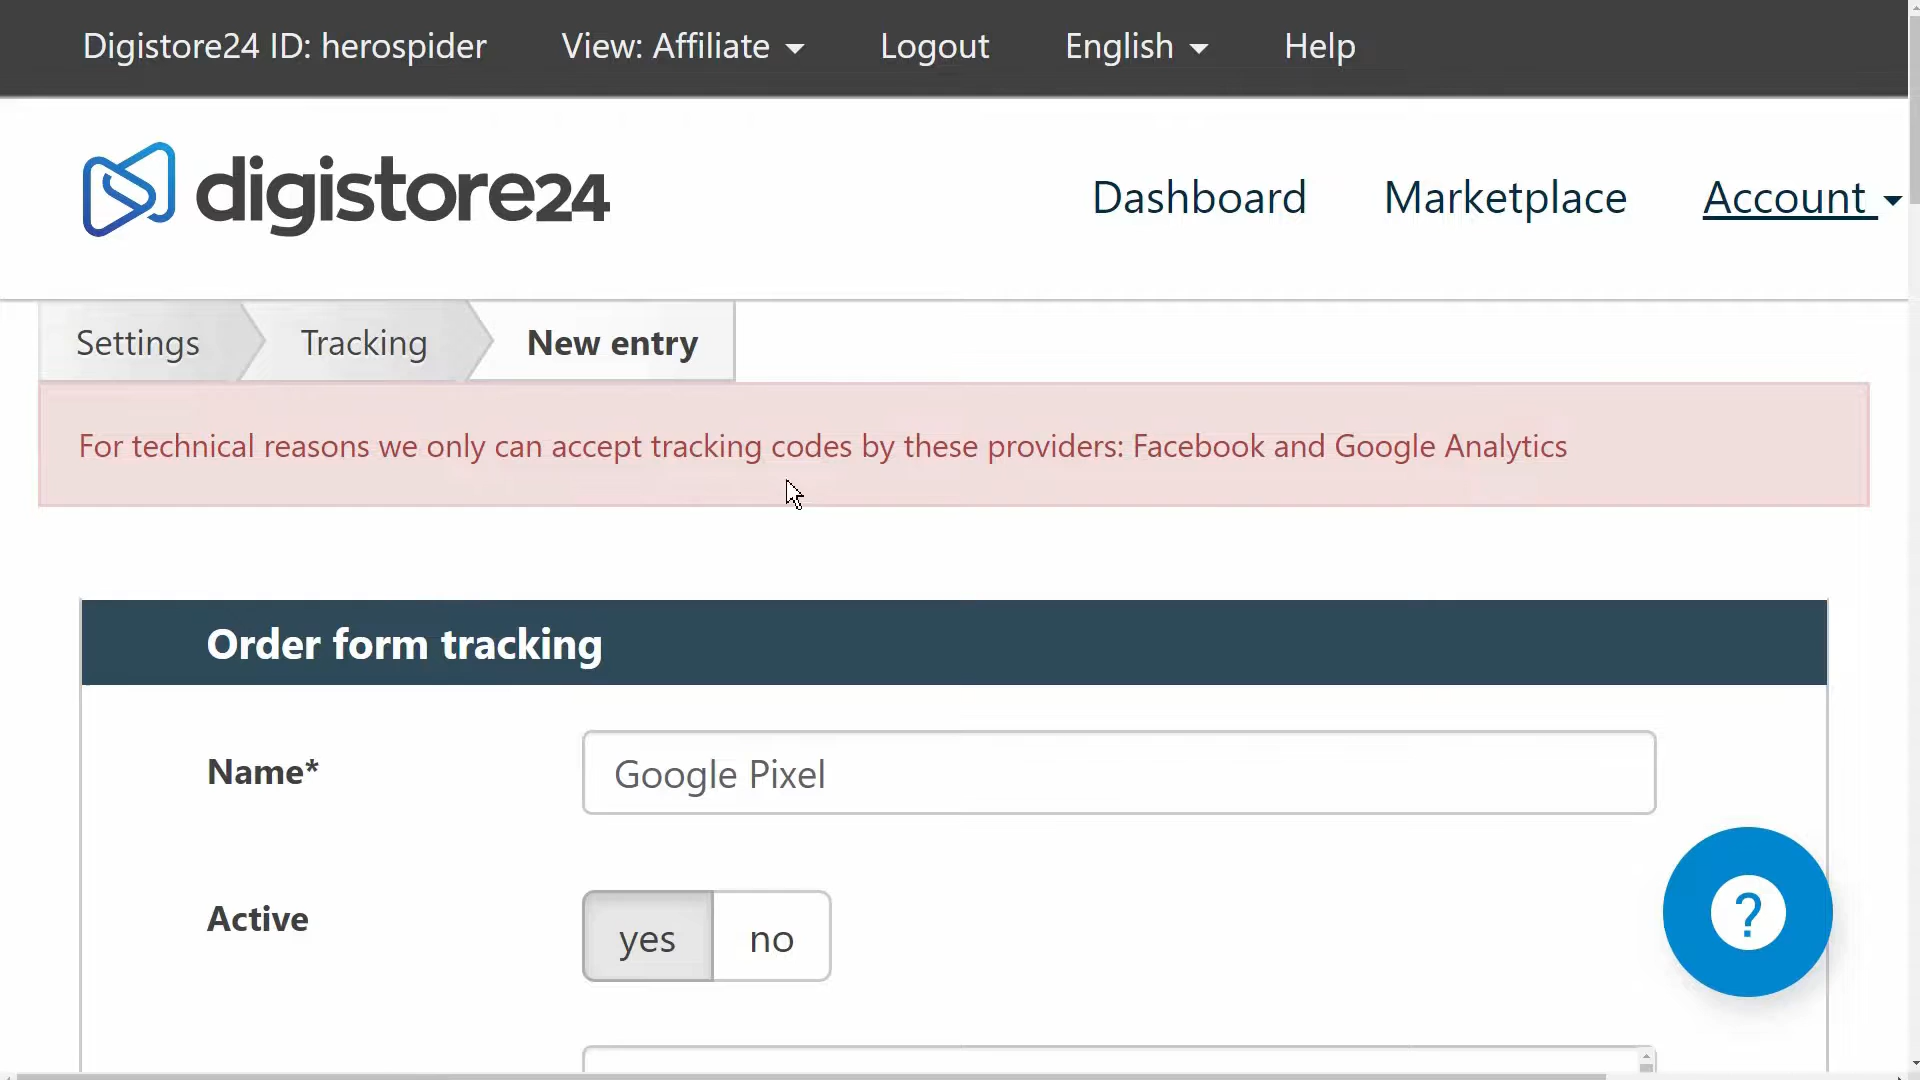 Digistore24 ID: herospider View: Affiliate Logout English Help
digistore24 Dashboard Marketplace Account
Settings Tracking New entry
For technical reasons we only can accept tracking codes by these providers: Facebook and Google Analytics
Order form tracking
Name* Google Pixel
Active yes no
?